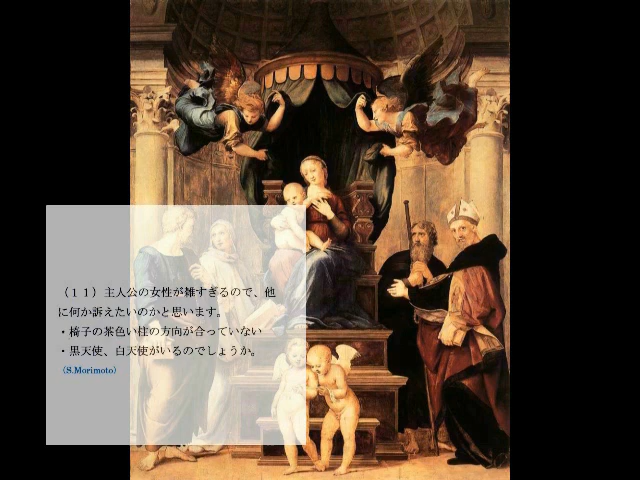 （１１）主人公の女性が雑すぎるので、他
に何か訴えたいのかと思います。
・椅子の茶色い柱の方向が合っていない
・黒天使、白天使がいるのでしょうか。
（S.Morimoto）